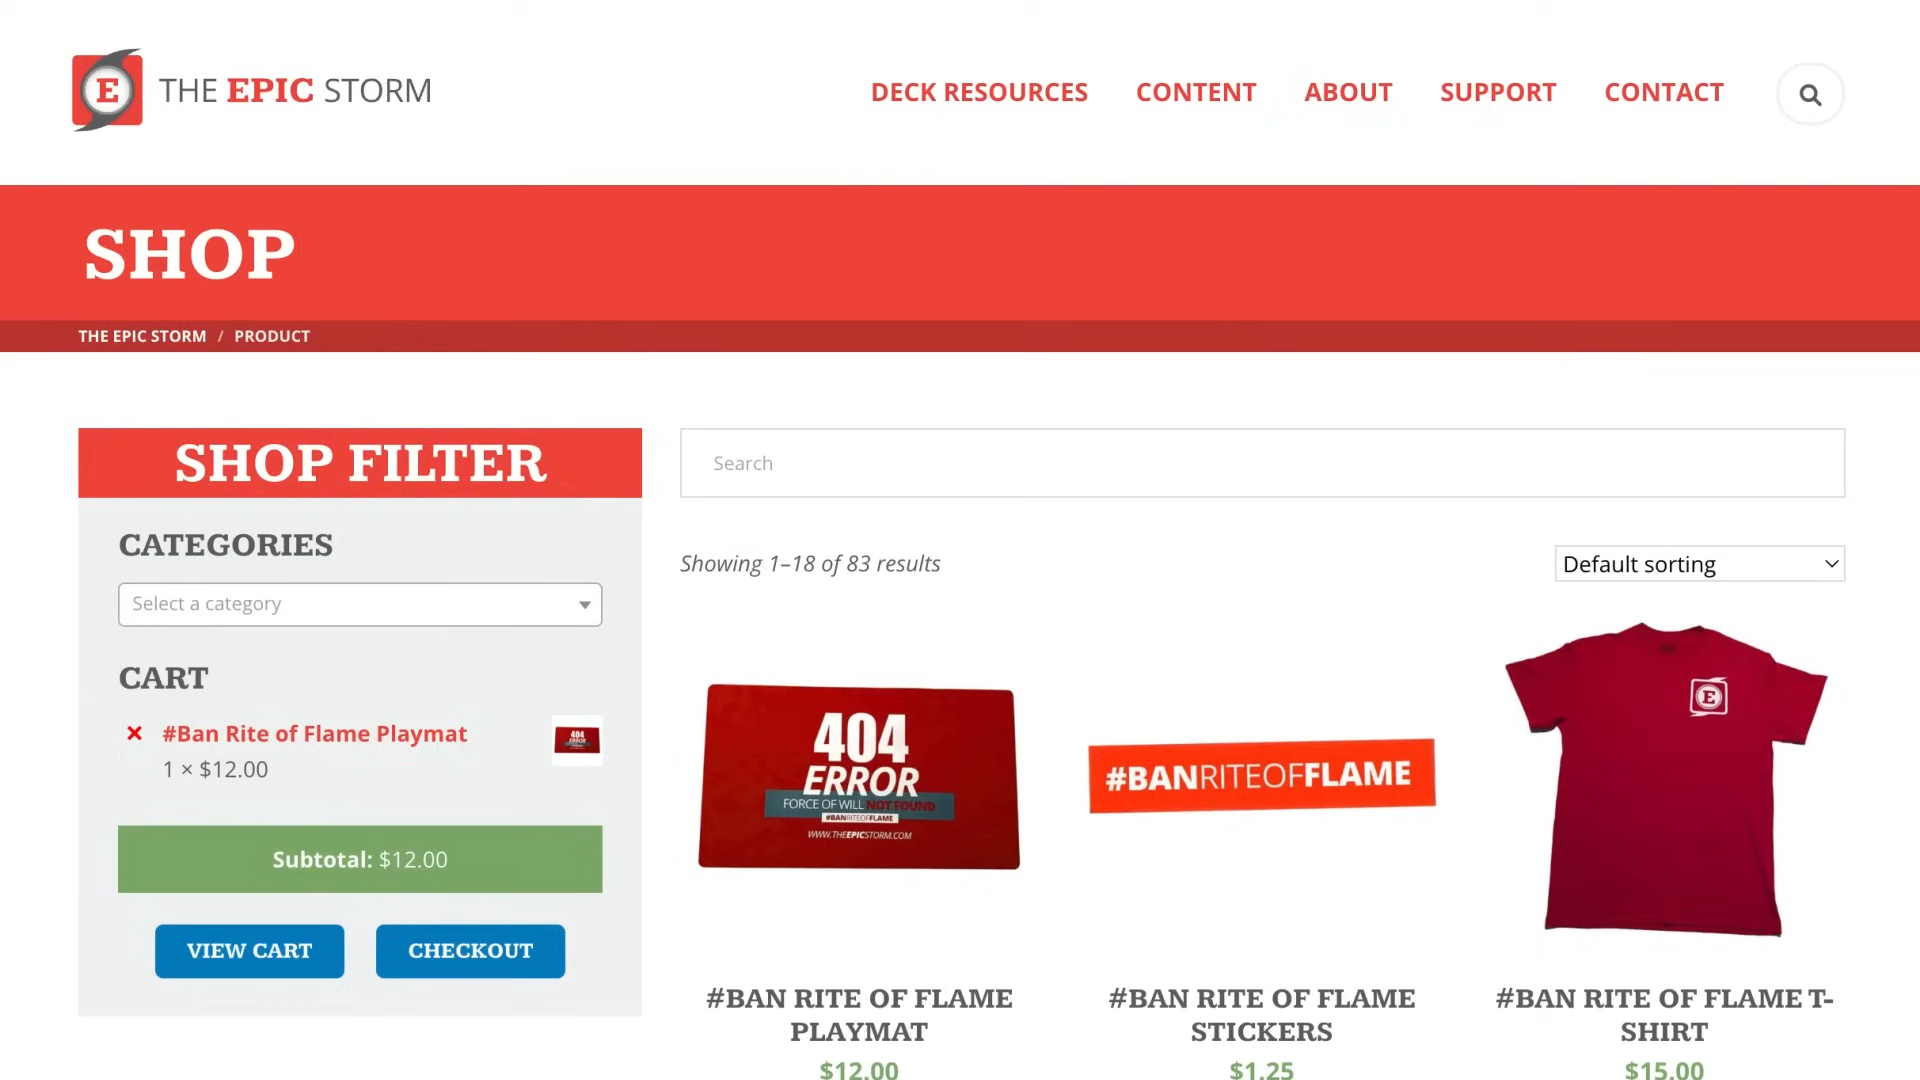 E THE EPIC STORM
DECK RESOURCES CONTENT ABOUT SUPPORT CONTACT
SHOP
THE EPIC STORM / PRODUCT
SHOP FILTER
CATEGORIES
Select a category
CART
#Ban Rite of Flame Playmat
1 × $12.00
404
ERROR
Subtotal: $12.00
VIEW CART CHECKOUT
Search
Showing 1–18 of 83 results
Default sorting
404
ERROR
FORCE OF WILL NOT FOUND
#BANRITEOFFLAME
WWW.THEEPICSTORM.COM
#BAN RITE OF FLAME
PLAYMAT
$12.00
#BANRITEOFFLAME
#BAN RITE OF FLAME
STICKERS
$1.25
E
#BAN RITE OF FLAME T-
SHIRT
$15.00